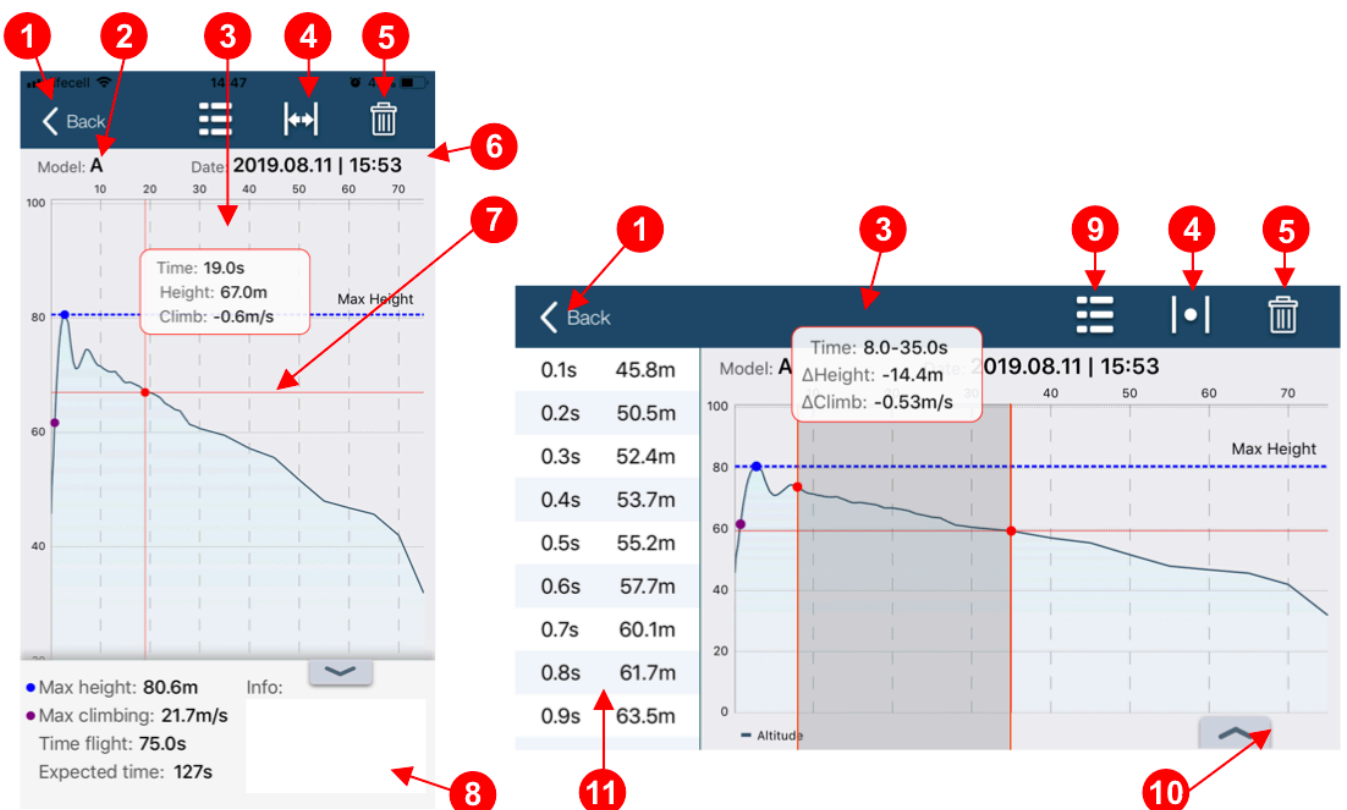 1 2 3 4 5
14:47
Back
Model: A Date: 2019.08.11 | 15:53
6
10 20 30 40 50 60 70
100
7
Time: 19.0s
Height: 67.0m
Climb: -0.6m/s
Max Height
80
60
40
Max height: 80.6m Info:
Max climbing: 21.7m/s
Time flight: 75.0s
Expected time: 127s
8
1 3 9 4 5
Back
Time: 8.0-35.0s
ΔHeight: -14.4m
ΔClimb: -0.53m/s
Model: A Date: 2019.08.11 | 15:53
10 20 30 40 50 60 70
100
Max Height
80
60
40
20
0
Altitude
0.1s 45.8m
0.2s 50.5m
0.3s 52.4m
0.4s 53.7m
0.5s 55.2m
0.6s 57.7m
0.7s 60.1m
0.8s 61.7m
0.9s 63.5m
11 10